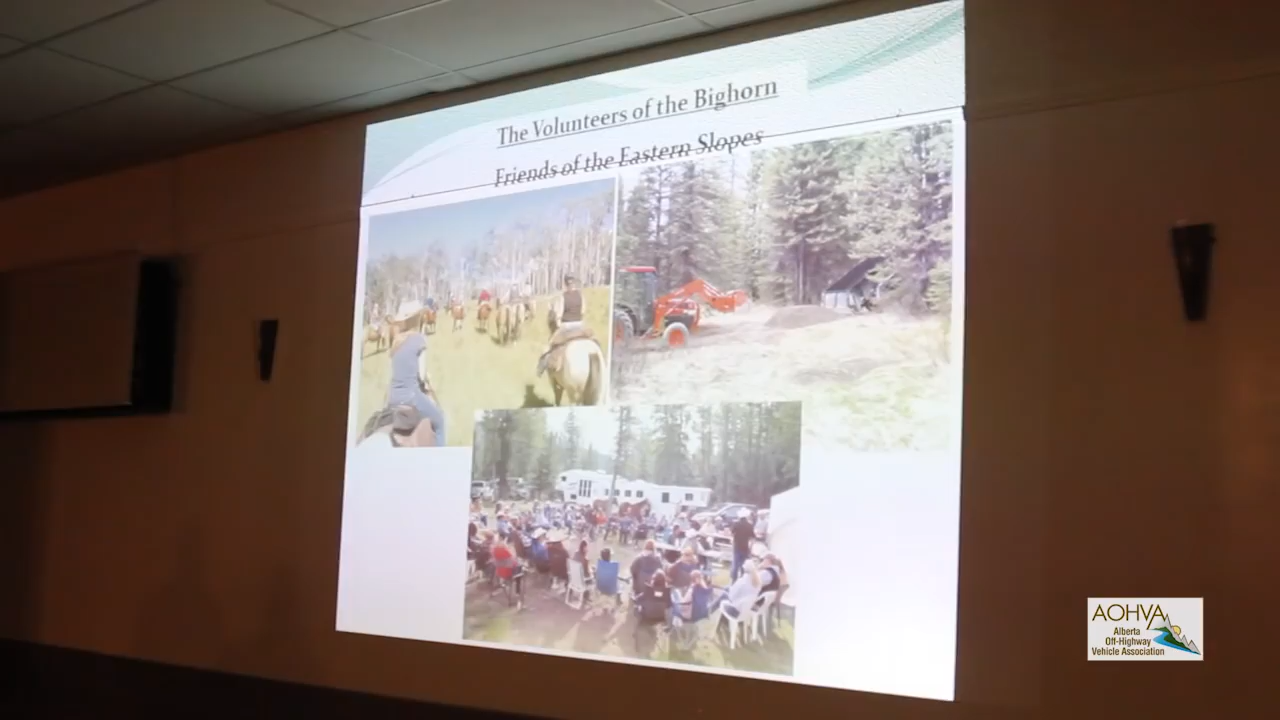 The Volunteers of the Bighorn
Friends of the Eastern Slopes
AOHVA
Alberta
Off-Highway
Vehicle Association